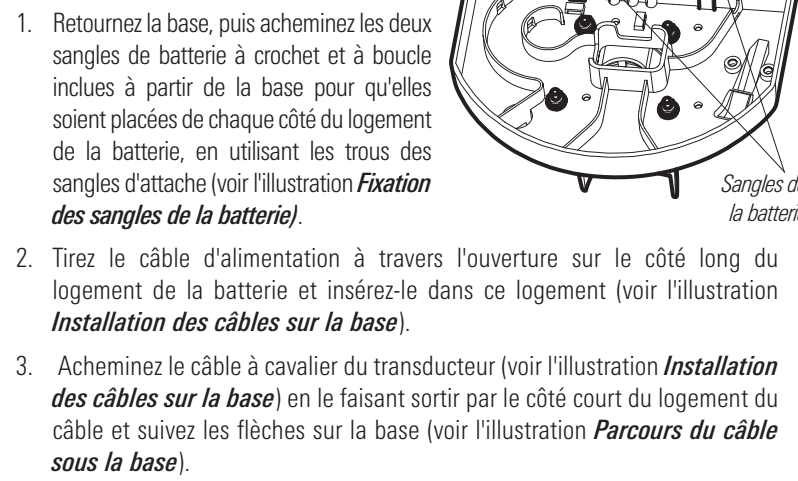 1. Retournez la base, puis acheminez les deux
sangles de batterie à crochet et à boucle
inclues à partir de la base pour qu'elles
soient placées de chaque côté du logement
de la batterie, en utilisant les trous des
sangles d'attache (voir l'illustration Fixation
des sangles de la batterie).
Sangles de
la batterie
2. Tirez le câble d'alimentation à travers l'ouverture sur le côté long du
logement de la batterie et insérez-le dans ce logement (voir l'illustration
Installation des câbles sur la base).
3. Acheminez le câble à cavalier du transducteur (voir l'illustration Installation
des câbles sur la base) en le faisant sortir par le côté court du logement du
câble et suivez les flèches sur la base (voir l'illustration Parcours du câble
sous la base).